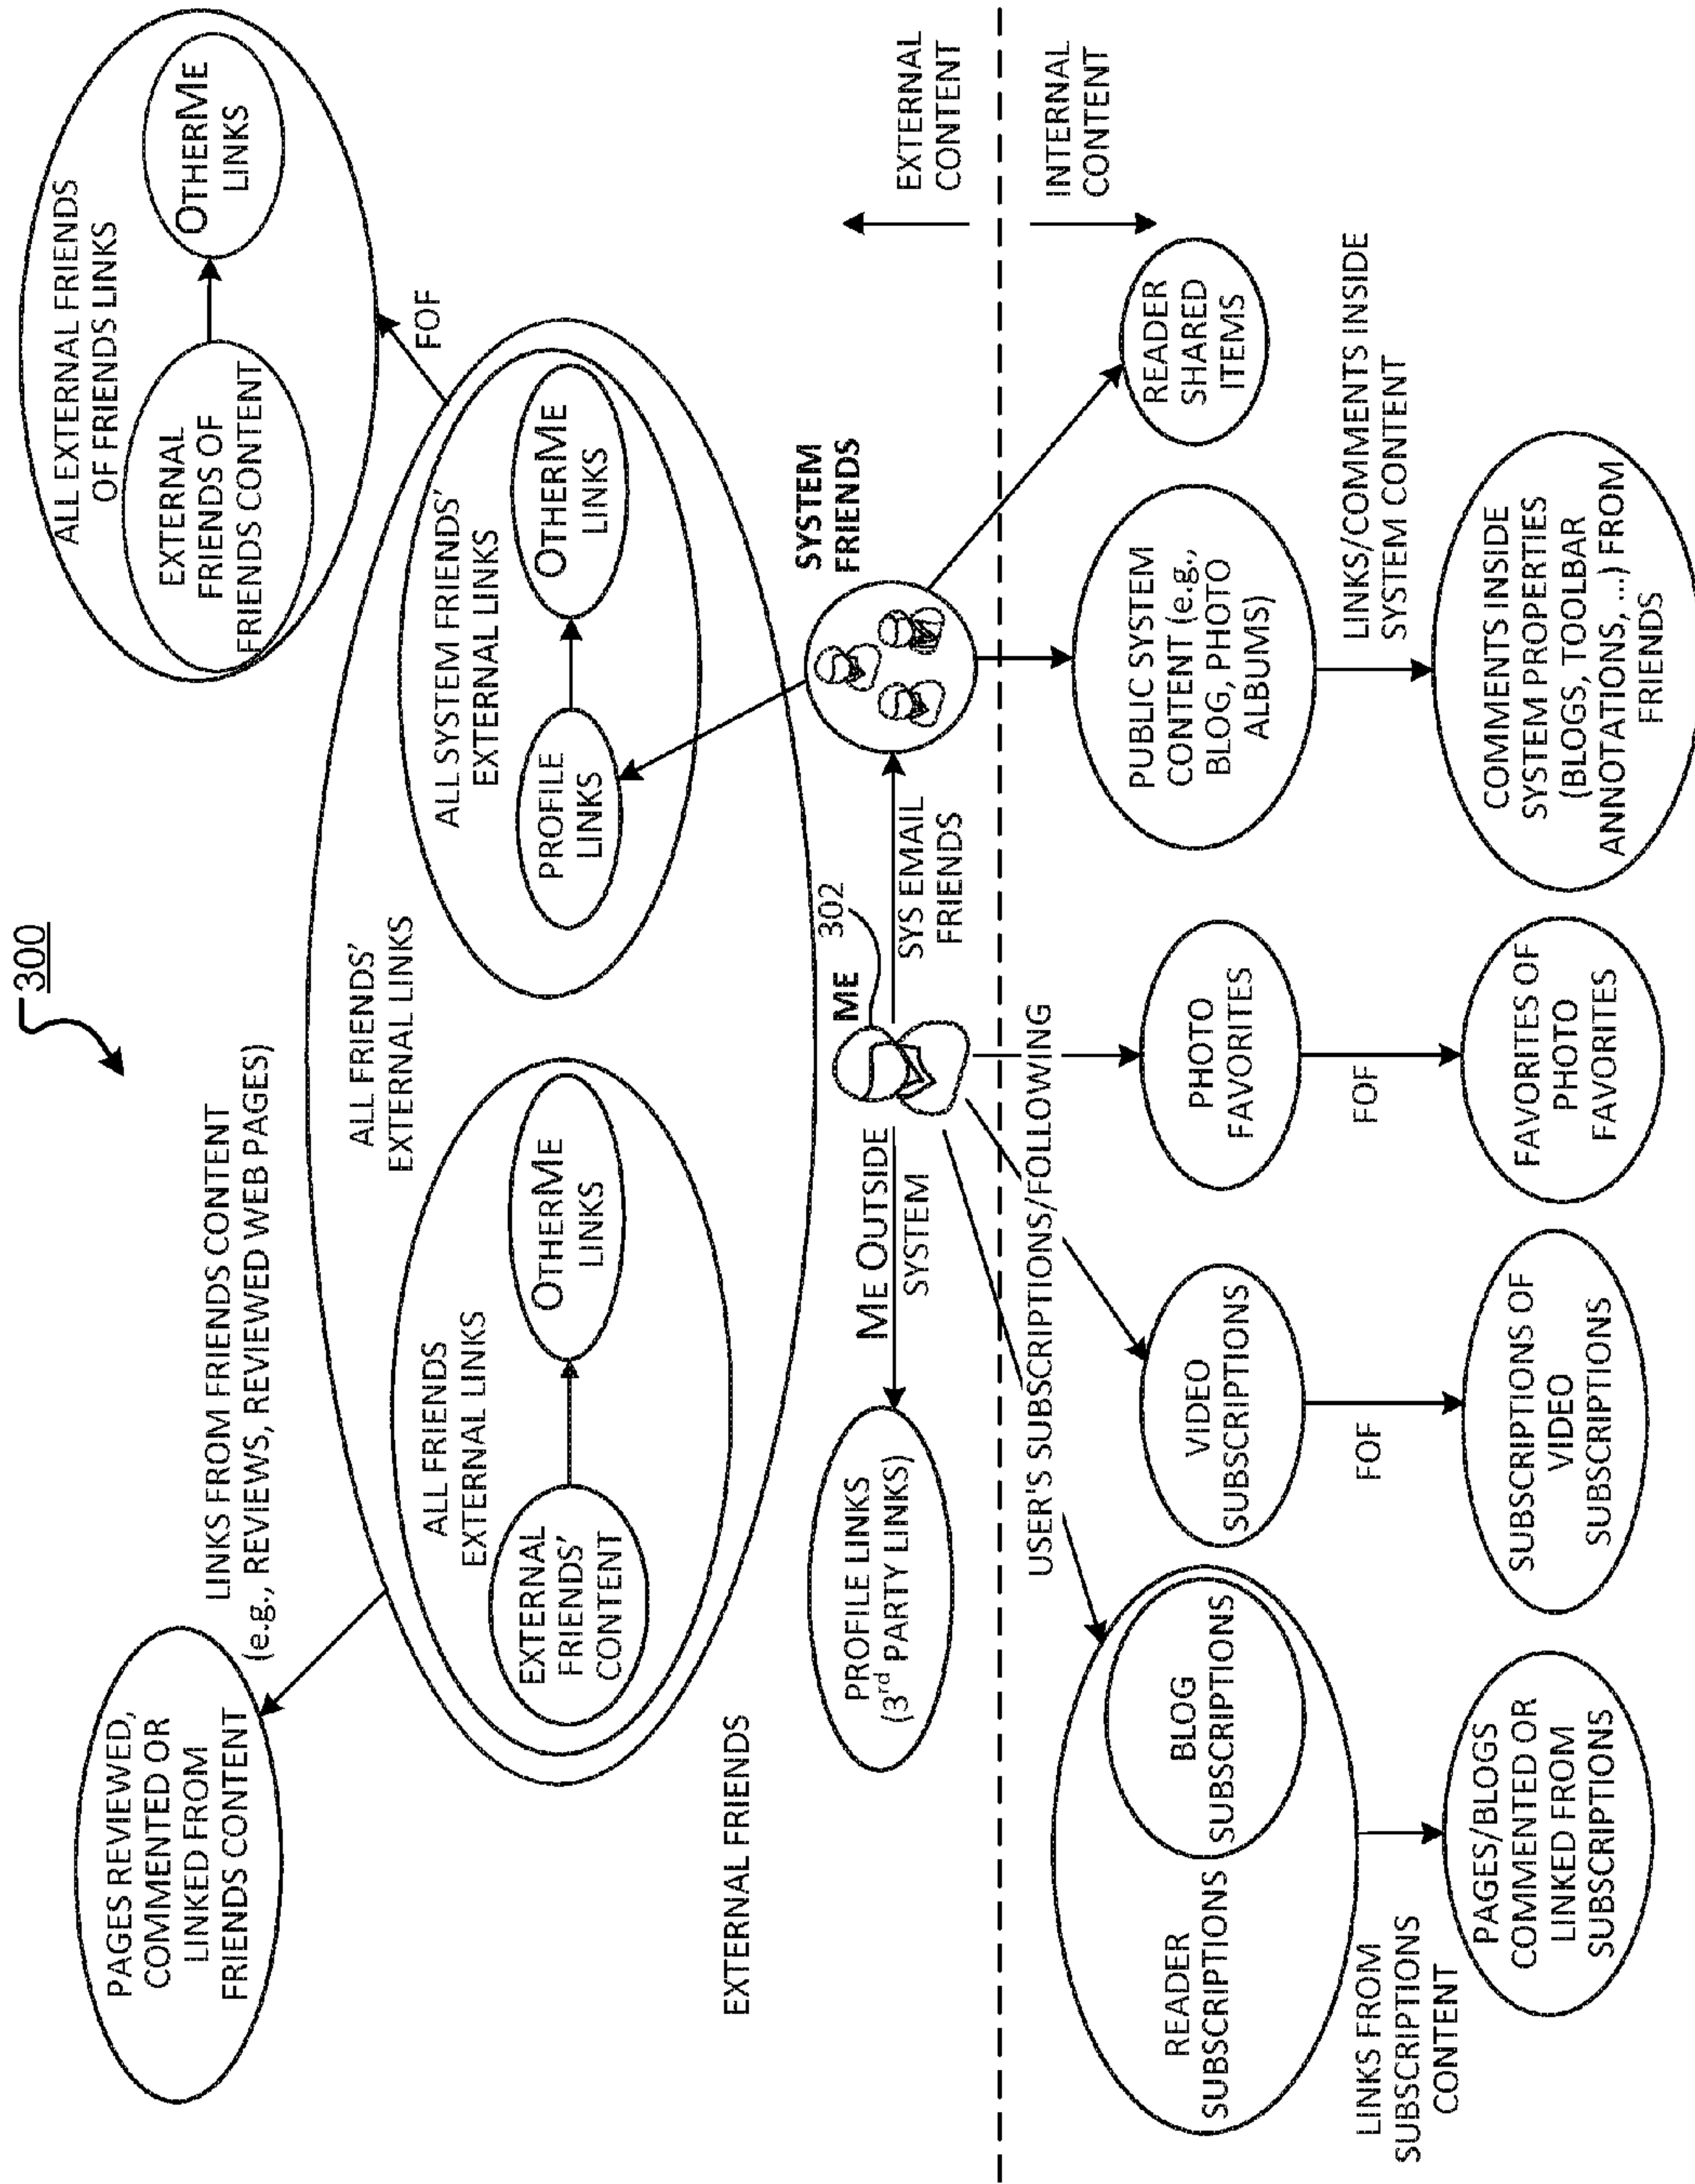 300
PAGES REVIEWED,
COMMENTED OR
LINKED FROM
FRIENDS CONTENT
LINKS FROM FRIENDS CONTENT
(e.g., REVIEWS, REVIEWED WEB PAGES)
ALL EXTERNAL FRIENDS
OF FRIENDS LINKS
EXTERNAL
FRIENDS OF
FRIENDS CONTENT
OTHERME
LINKS
FOF
ALL FRIENDS'
EXTERNAL LINKS
ALL FRIENDS
EXTERNAL LINKS
EXTERNAL
FRIENDS'
CONTENT
OTHERME
LINKS
ALL SYSTEM FRIENDS'
EXTERNAL LINKS
PROFILE
LINKS
OTHERME
LINKS
EXTERNAL FRIENDS
PROFILE LINKS
(3rd PARTY LINKS)
ME OUTSIDE
SYSTEM
ME
302
SYS EMAIL
FRIENDS
SYSTEM
FRIENDS
EXTERNAL
CONTENT
INTERNAL
CONTENT
USER'S SUBSCRIPTIONS/FOLLOWING
READER
SUBSCRIPTIONS
BLOG
SUBSCRIPTIONS
VIDEO
SUBSCRIPTIONS
PHOTO
FAVORITES
PUBLIC SYSTEM
CONTENT (e.g.,
BLOG, PHOTO
ALBUMS)
READER
SHARED
ITEMS
LINKS FROM
SUBSCRIPTIONS
CONTENT
FOF
FOF
LINKS/COMMENTS INSIDE
SYSTEM CONTENT
PAGES/BLOGS
COMMENTED OR
LINKED FROM
SUBSCRIPTIONS
SUBSCRIPTIONS OF
VIDEO
SUBSCRIPTIONS
FAVORITES OF
PHOTO
FAVORITES
COMMENTS INSIDE
SYSTEM PROPERTIES
(BLOGS, TOOLBAR
ANNOTATIONS, ...) FROM
FRIENDS